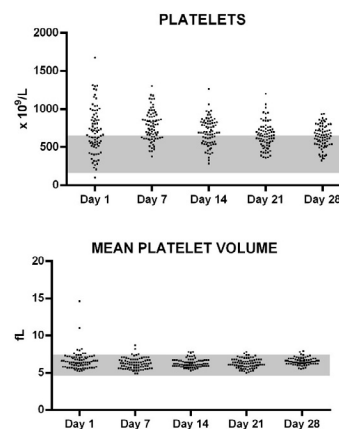 PLATELETS
x 10⁹/L
2000
1500
1000
500
0
Day 1 Day 7 Day 14 Day 21 Day 28
MEAN PLATELET VOLUME
fL
20
15
10
5
0
Day 1 Day 7 Day 14 Day 21 Day 28